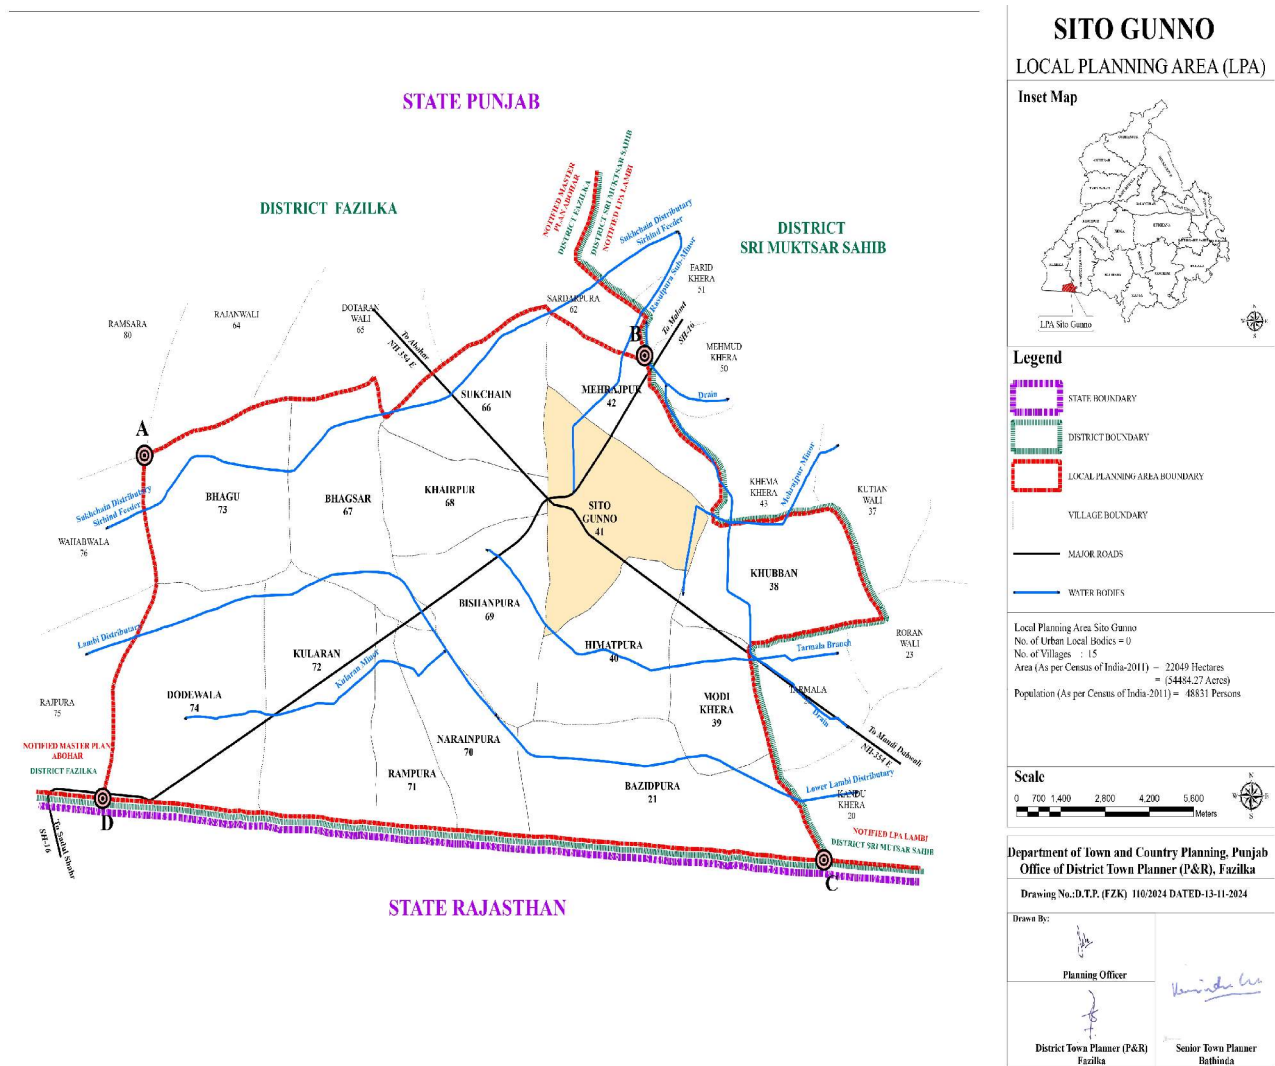 SITO GUNNO
LOCAL PLANNING AREA (LPA)
Inset Map
LPA Sito Gunno
N
W
E
S
Legend
STATE BOUNDARY
DISTRICT BOUNDARY
LOCAL PLANNING AREA BOUNDARY
VILLAGE BOUNDARY
MAJOR ROADS
WATER BODIES
Local Planning Area Sito Gunno
No. of Urban Local Bodies = 0
No. of Villages : 15
Area (As per Census of India-2011) = 22049 Hectares
= (54484.27 Acres)
Population (As per Census of India-2011) = 48831 Persons
Scale
0 700 1,400 2,800 4,200 5,600
Meters
N
W
E
S
Department of Town and Country Planning, Punjab
Office of District Town Planner (P&R), Fazilka
Drawing No.:D.T.P. (FZK) 110/2024 DATED-13-11-2024
Drawn By:
Planning Officer
District Town Planner (P&R)
Fazilka
Senior Town Planner
Bathinda
STATE PUNJAB
DISTRICT FAZILKA
DISTRICT
SRI MUKTSAR SAHIB
NOTIFIED MASTER
PLAN ABOHAR
DISTRICT FAZILKA
DISTRICT SRI MUKTSAR SAHIB
NOTIFIED LPA LAMBI
Sukhchain Distributary
Sirhind Feeder
Rasulpura Sub-Minor
FARID
KHERA
51
SARDARPURA
62
DOTARAN
WALI
65
RAJANWALI
64
RAMSARA
80
To Abohar
NH 354 E
To Malout
SH-16
B
MEHMUD
KHERA
50
Drain
SUKCHAIN
66
MEHRAJPUR
42
A
Sukhchain Distributary
Sirhind Feeder
BHAGU
73
BHAGSAR
67
KHAIRPUR
68
SITO
GUNNO
41
KHEMA
KHERA
43
Mehrajpur Minor
KUTIAN
WALI
37
WAHABWALA
76
KHUBBAN
38
BISHANPURA
69
Lambi Distributary
HIMATPURA
40
Tarmala Branch
RORAN
WALI
23
KULARAN
72
Kularan Minor
DODEWALA
74
MODI
KHERA
39
TARMALA
Drain
To Mandi Dabwali
NH-354 E
RAJPURA
75
NARAINPURA
70
RAMPURA
71
BAZIDPURA
21
Lower Lambi Distributary
KANDU
KHERA
20
NOTIFIED MASTER PLAN
ABOHAR
DISTRICT FAZILKA
D
To Sadul Shahr
SH-16
NOTIFIED LPA LAMBI
DISTRICT SRI MUTSAR SAHIB
C
STATE RAJASTHAN